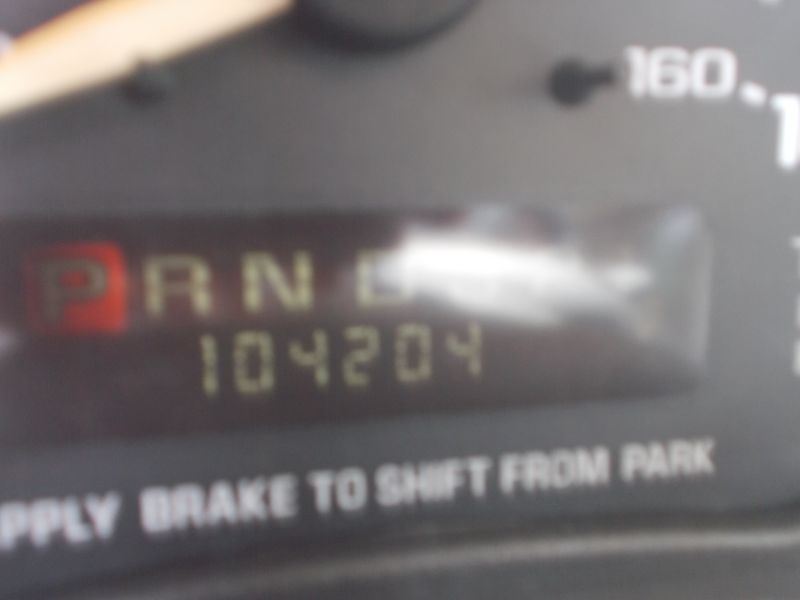 160
P R N D
104204
PPLY BRAKE TO SHIFT FROM PARK